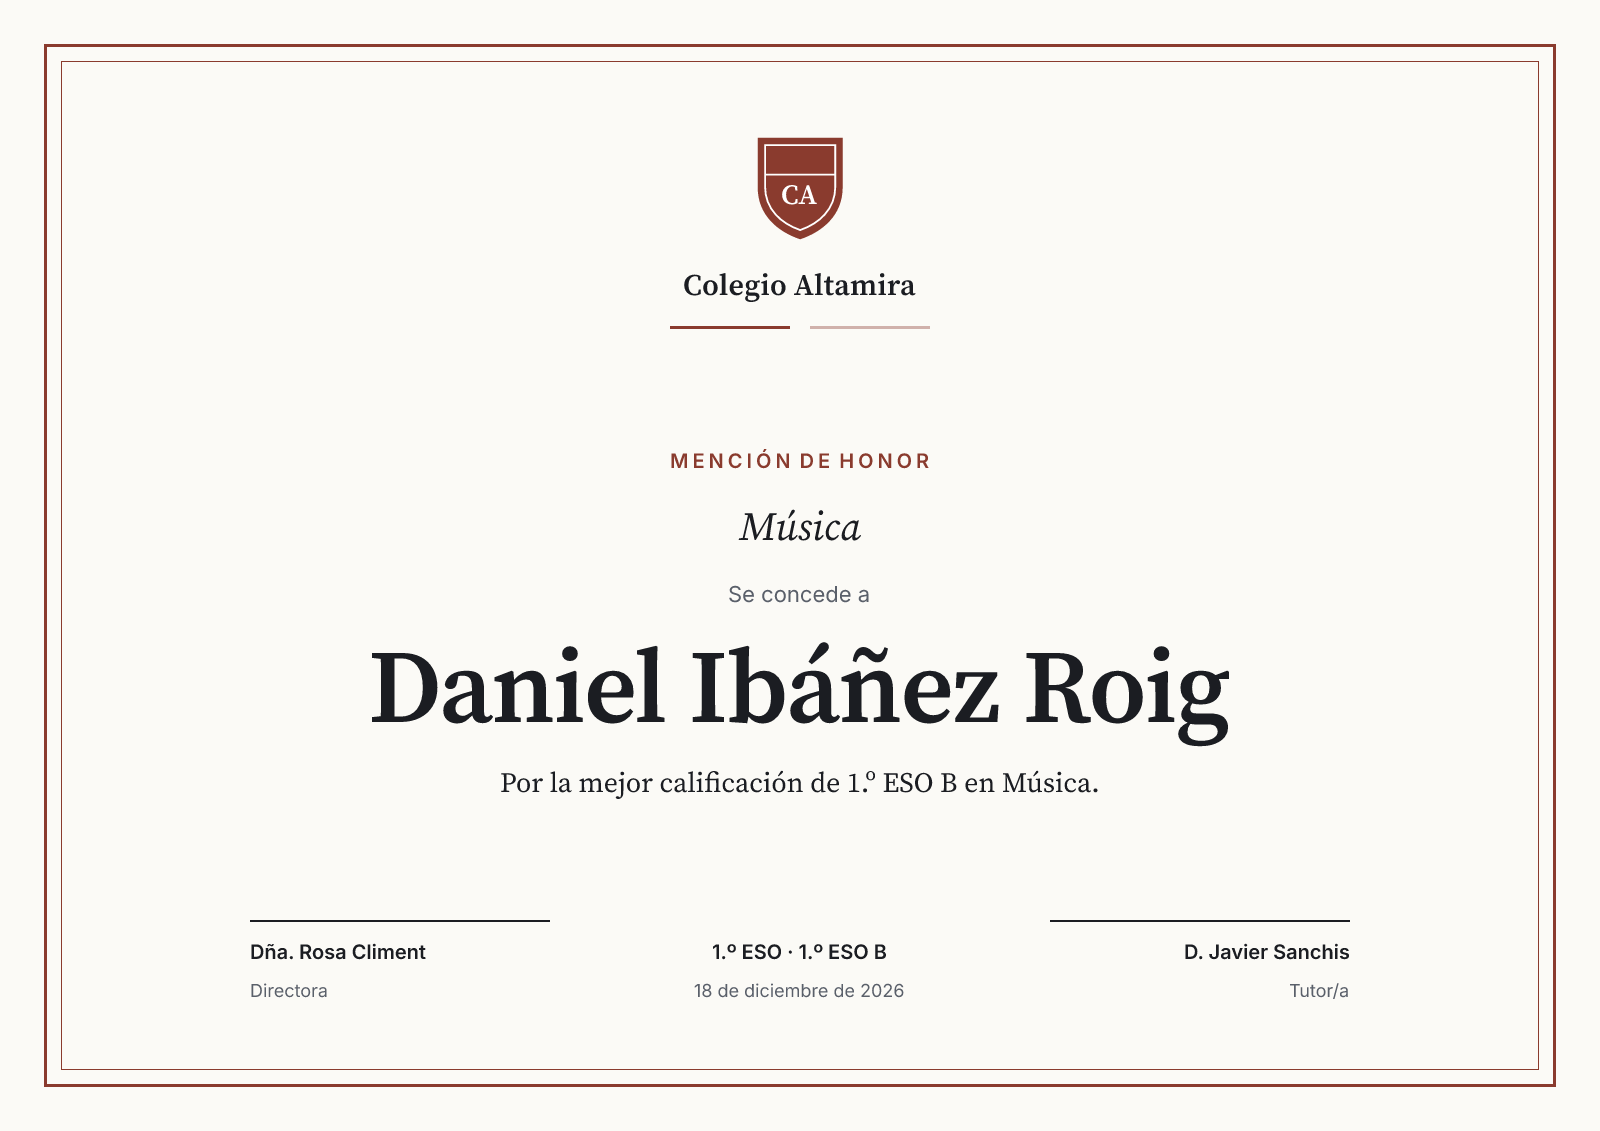 CA
Colegio Altamira
MENCIÓN DE HONOR
Música
Se concede a
Daniel Ibáñez Roig
Por la mejor calificación de 1.º ESO B en Música.
Dña. Rosa Climent
Directora
1.º ESO · 1.º ESO B
18 de diciembre de 2026
D. Javier Sanchis
Tutor/a